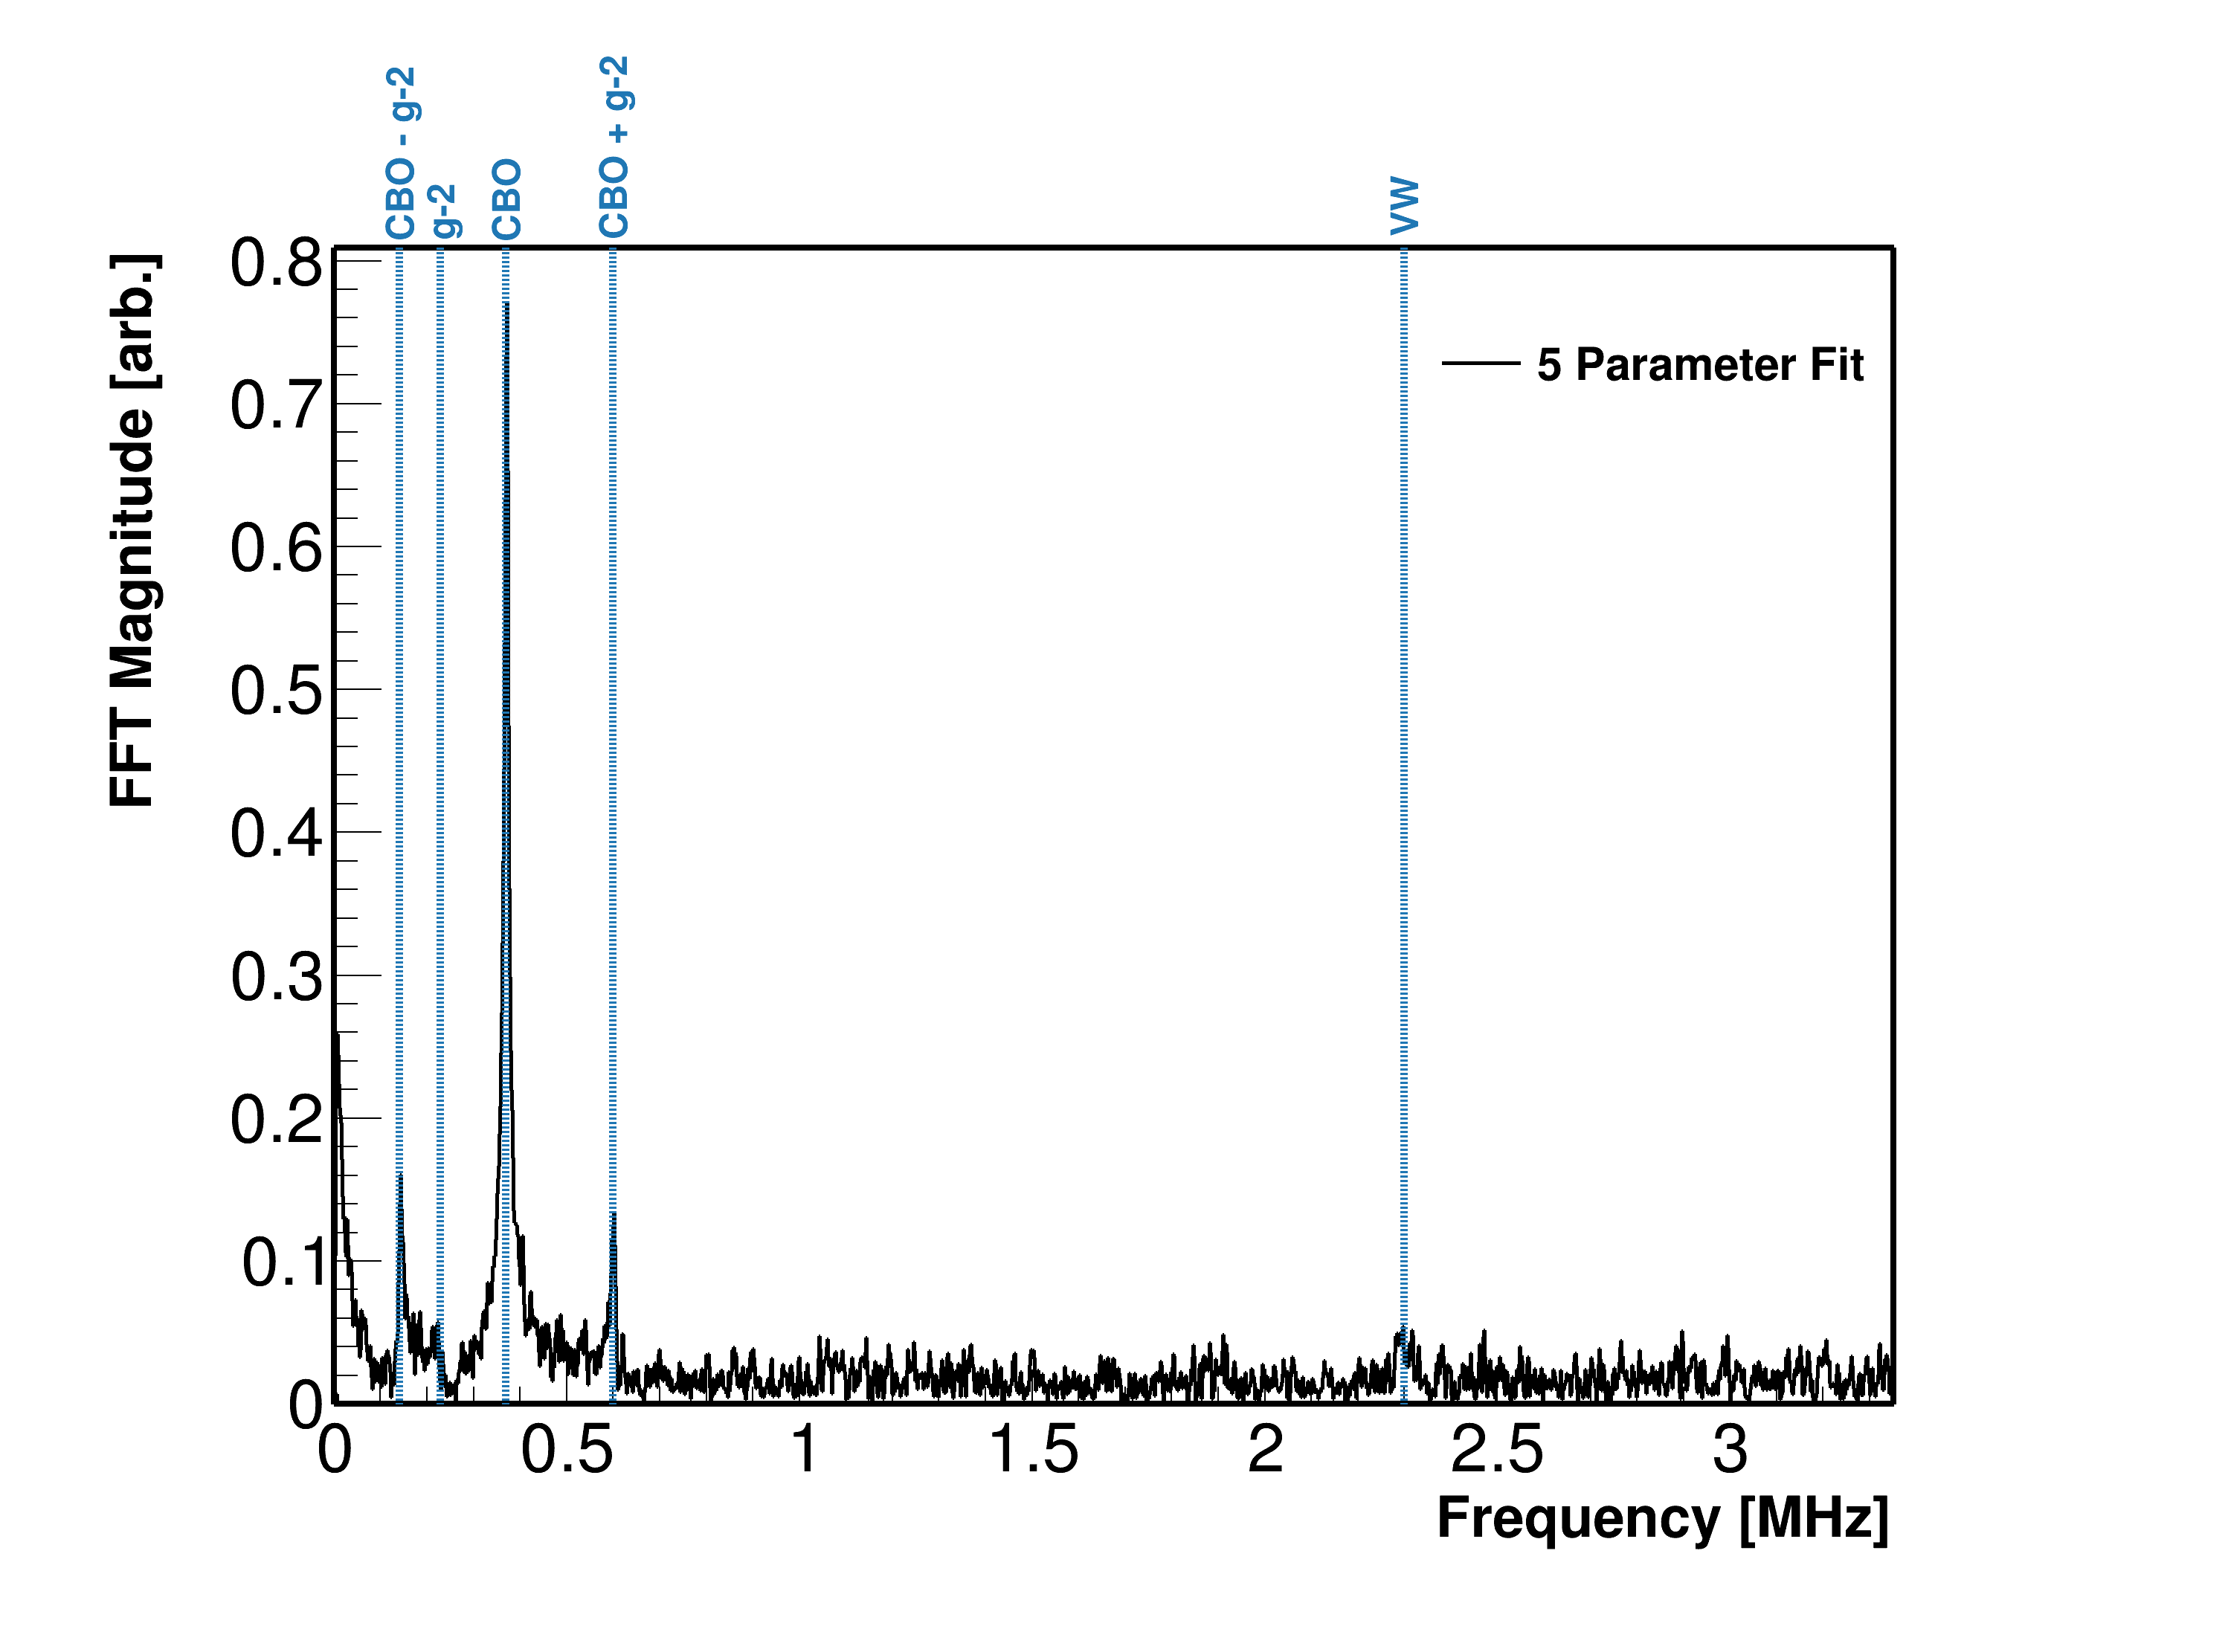 CBO - g-2
g-2
CBO
CBO + g-2
VW
FFT Magnitude [arb.]
0.8
0.7
0.6
0.5
0.4
0.3
0.2
0.1
0
5 Parameter Fit
0 0.5 1 1.5 2 2.5 3
Frequency [MHz]